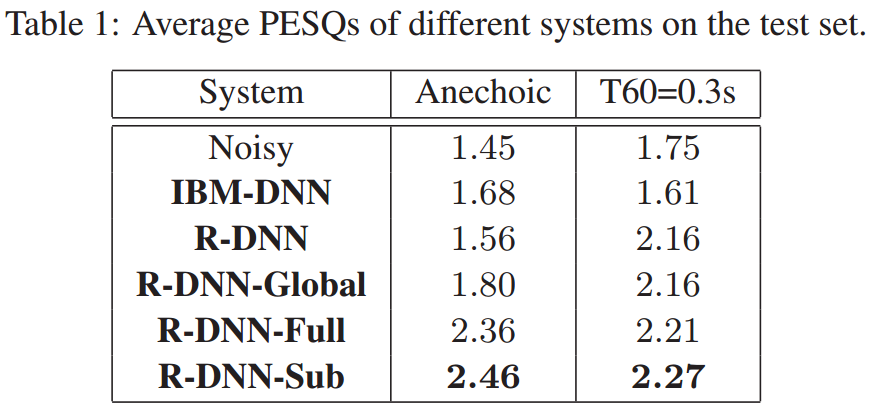 Table 1: Average PESQs of different systems on the test set.
System Anechoic T60=0.3s
Noisy 1.45 1.75
IBM-DNN 1.68 1.61
R-DNN 1.56 2.16
R-DNN-Global 1.80 2.16
R-DNN-Full 2.36 2.21
R-DNN-Sub 2.46 2.27